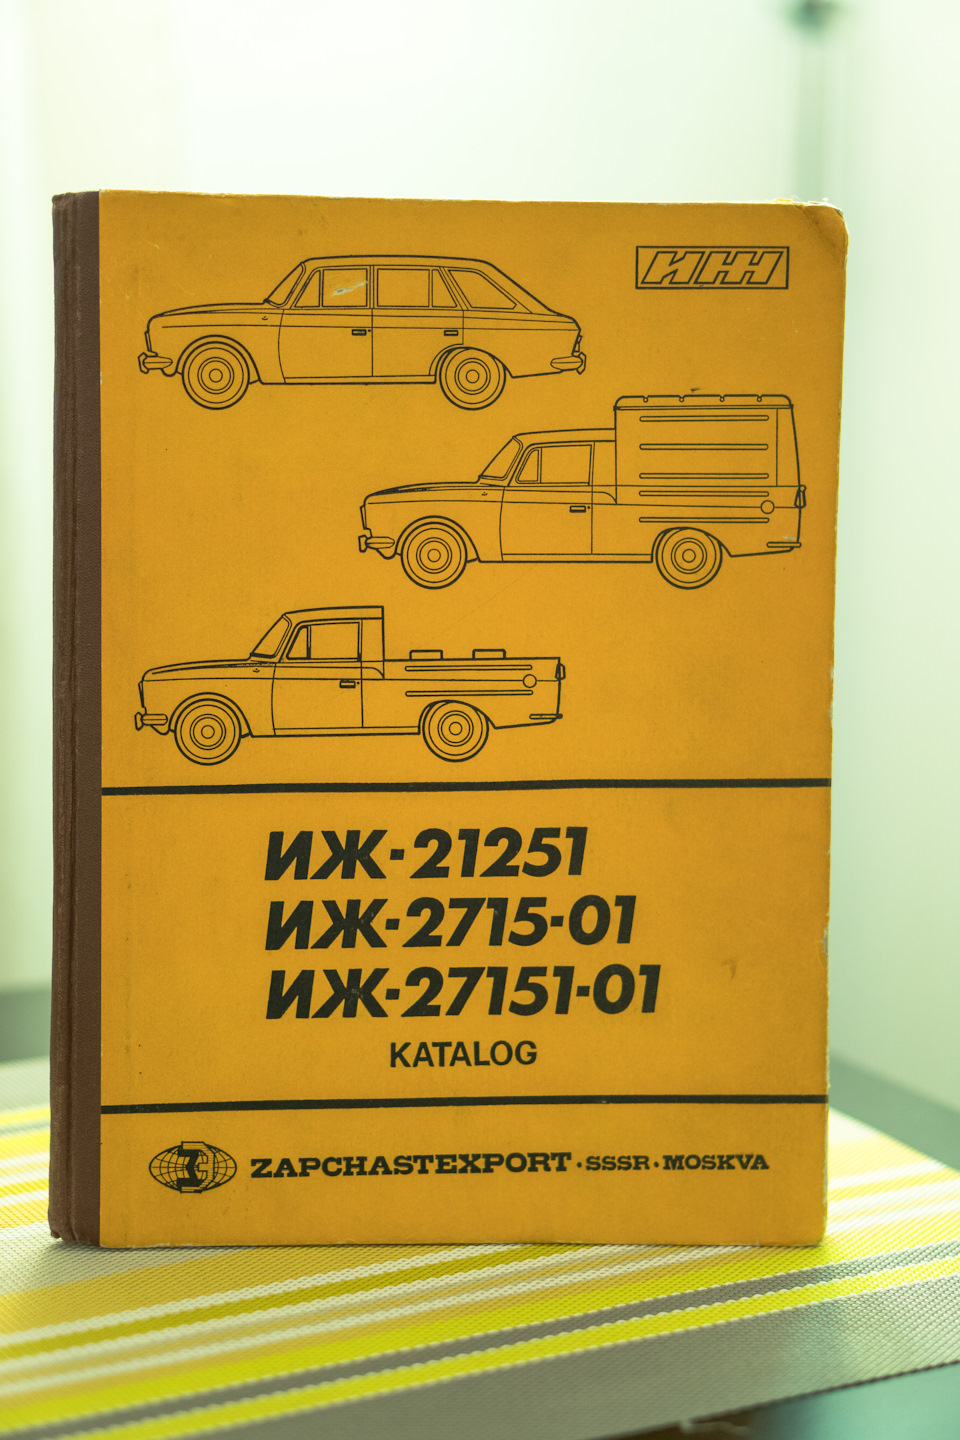 ИЖ
ИЖ-21251
ИЖ-2715-01
ИЖ-27151-01
KATALOG
ZAPCHASTEXPORT·SSSR·MOSKVA